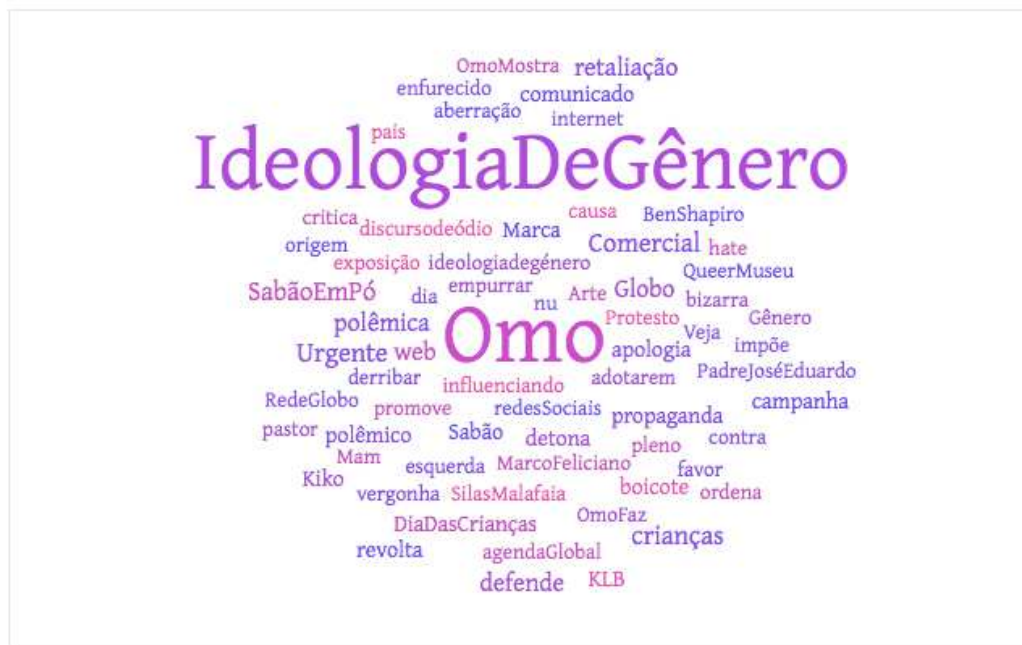 OmoMostra retaliação
enfurecido comunicado
aberração internet
país
IdeologiaDeGênero
critica discursodeódio Marca causa BenShapiro
origem Comercial hate
exposição ideologiadegénero QueerMuseu
SabãoEmPó dia empurrar nu Arte Globo bizarra
polêmica Omo Protesto Veja Gênero
Urgente web apologia impõe
derribar influenciando adotarem PadreJoséEduardo
RedeGlobo promove redesSociais propaganda campanha
pastor polêmico Sabão detona pleno contra
Mam esquerda MarcoFeliciano favor
Kiko vergonha SilasMalafaia boicote ordena
DiaDasCrianças OmoFaz crianças
revolta agendaGlobal
defende KLB